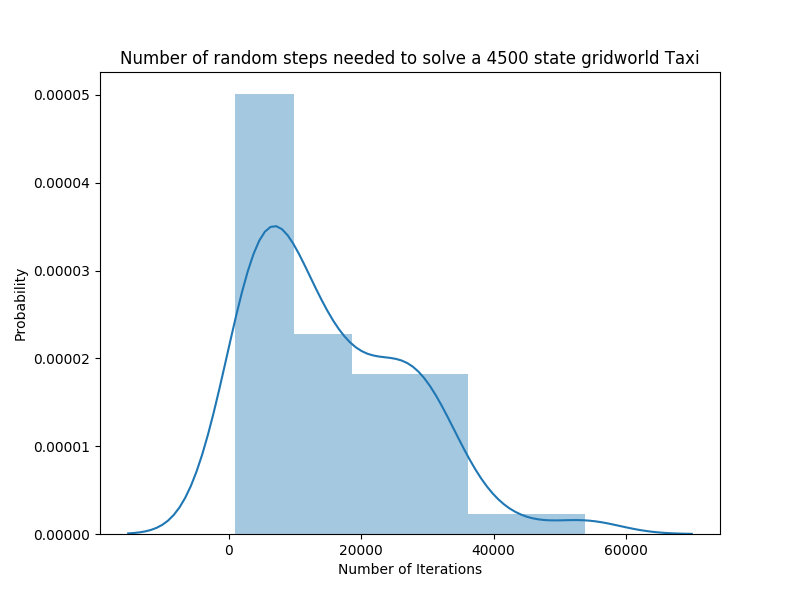 Number of random steps needed to solve a 4500 state gridworld Taxi
0.00005
0.00004
0.00003
0.00002
0.00001
0.00000
Probability
0 20000 40000 60000
Number of Iterations